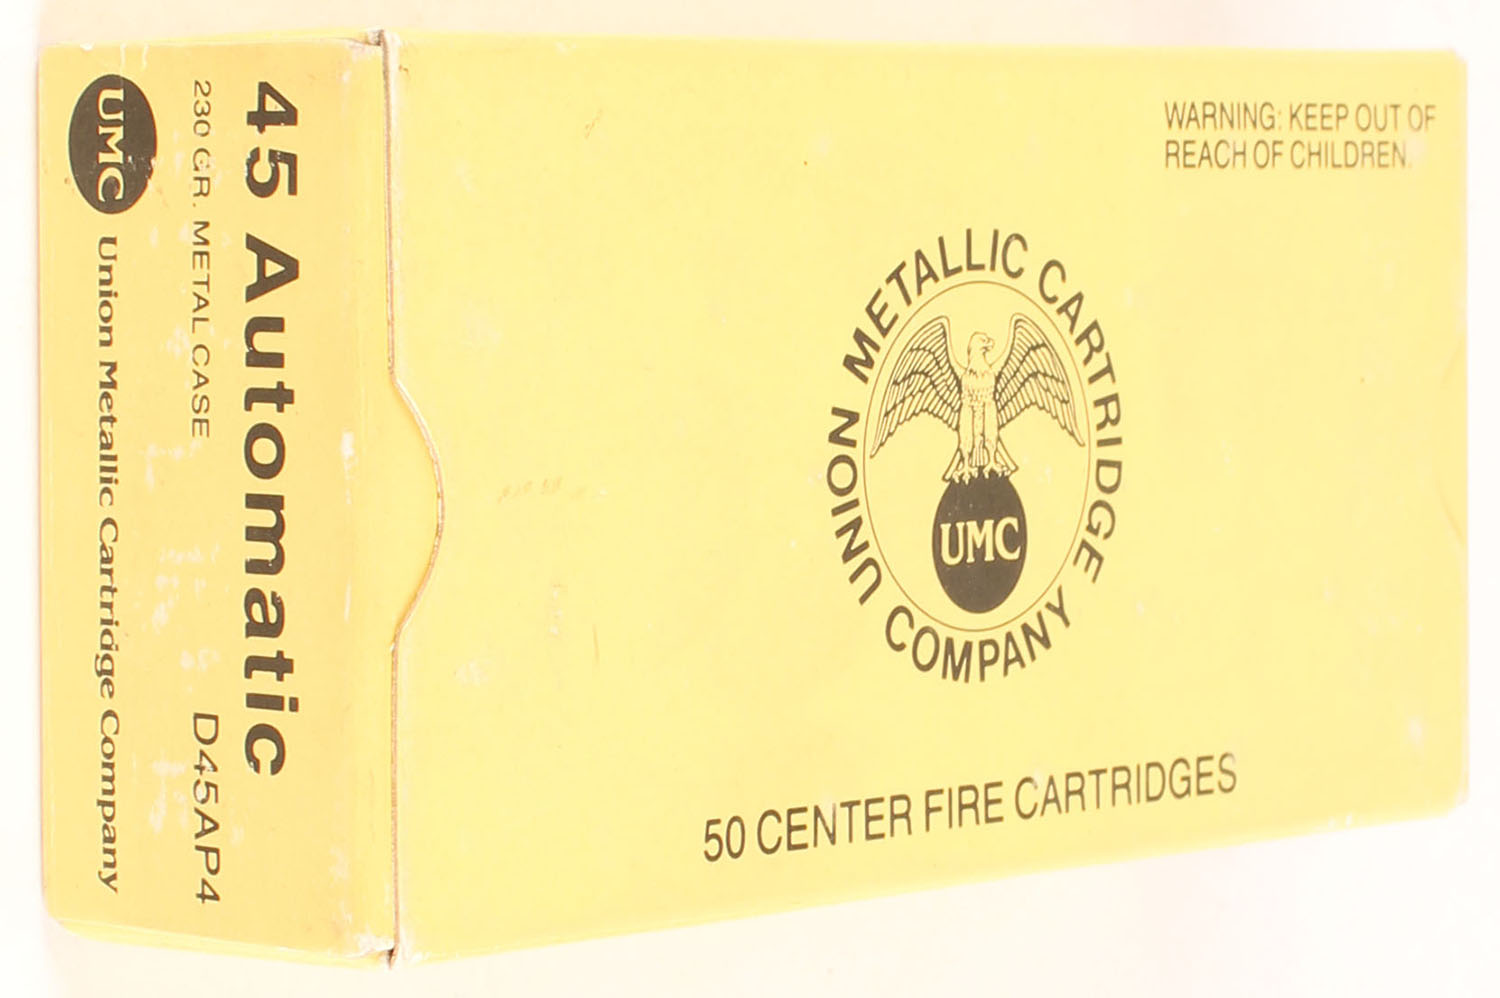 45 Automatic
230 GR. METAL CASE D45AP4
UMC Union Metallic Cartridge Company
WARNING: KEEP OUT OF
REACH OF CHILDREN.
UNION METALLIC CARTRIDGE COMPANY
UMC
50 CENTER FIRE CARTRIDGES